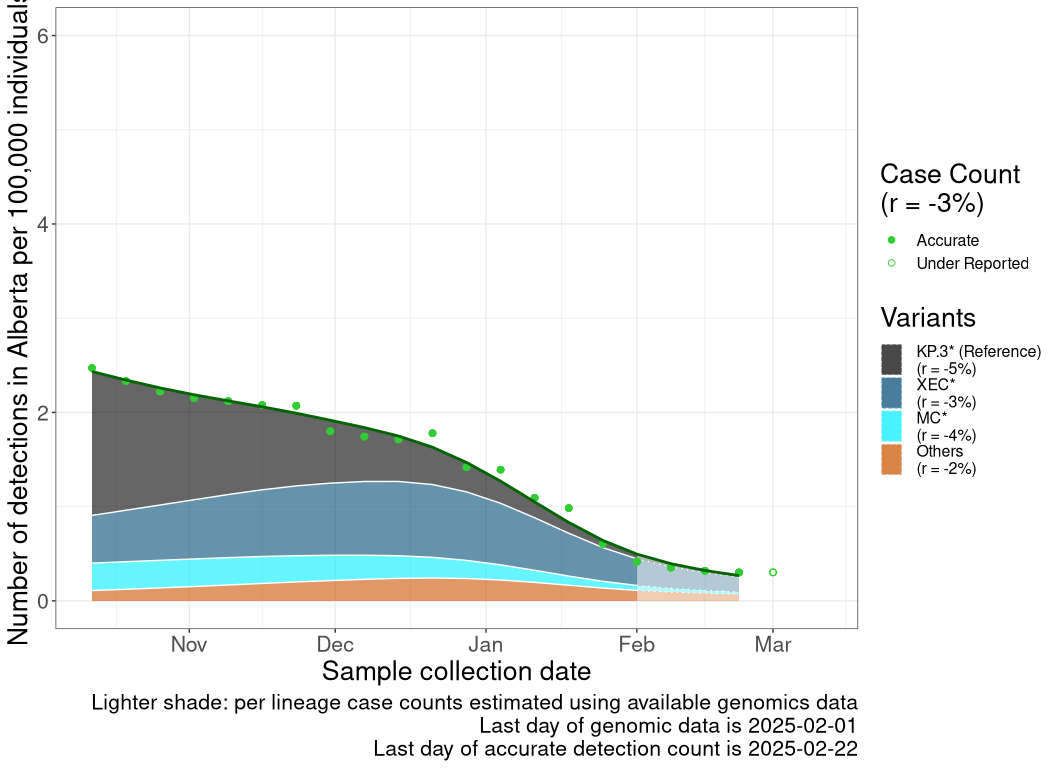 Number of detections in Alberta per 100,000 individuals
6
4
2
0
Nov
Dec
Jan
Feb
Mar
Sample collection date
Lighter shade: per lineage case counts estimated using available genomics data
Last day of genomic data is 2025-02-01
Last day of accurate detection count is 2025-02-22
Case Count
(r = -3%)
Accurate
Under Reported
Variants
KP.3* (Reference)
(r = -5%)
XEC*
(r = -3%)
MC*
(r = -4%)
Others
(r = -2%)